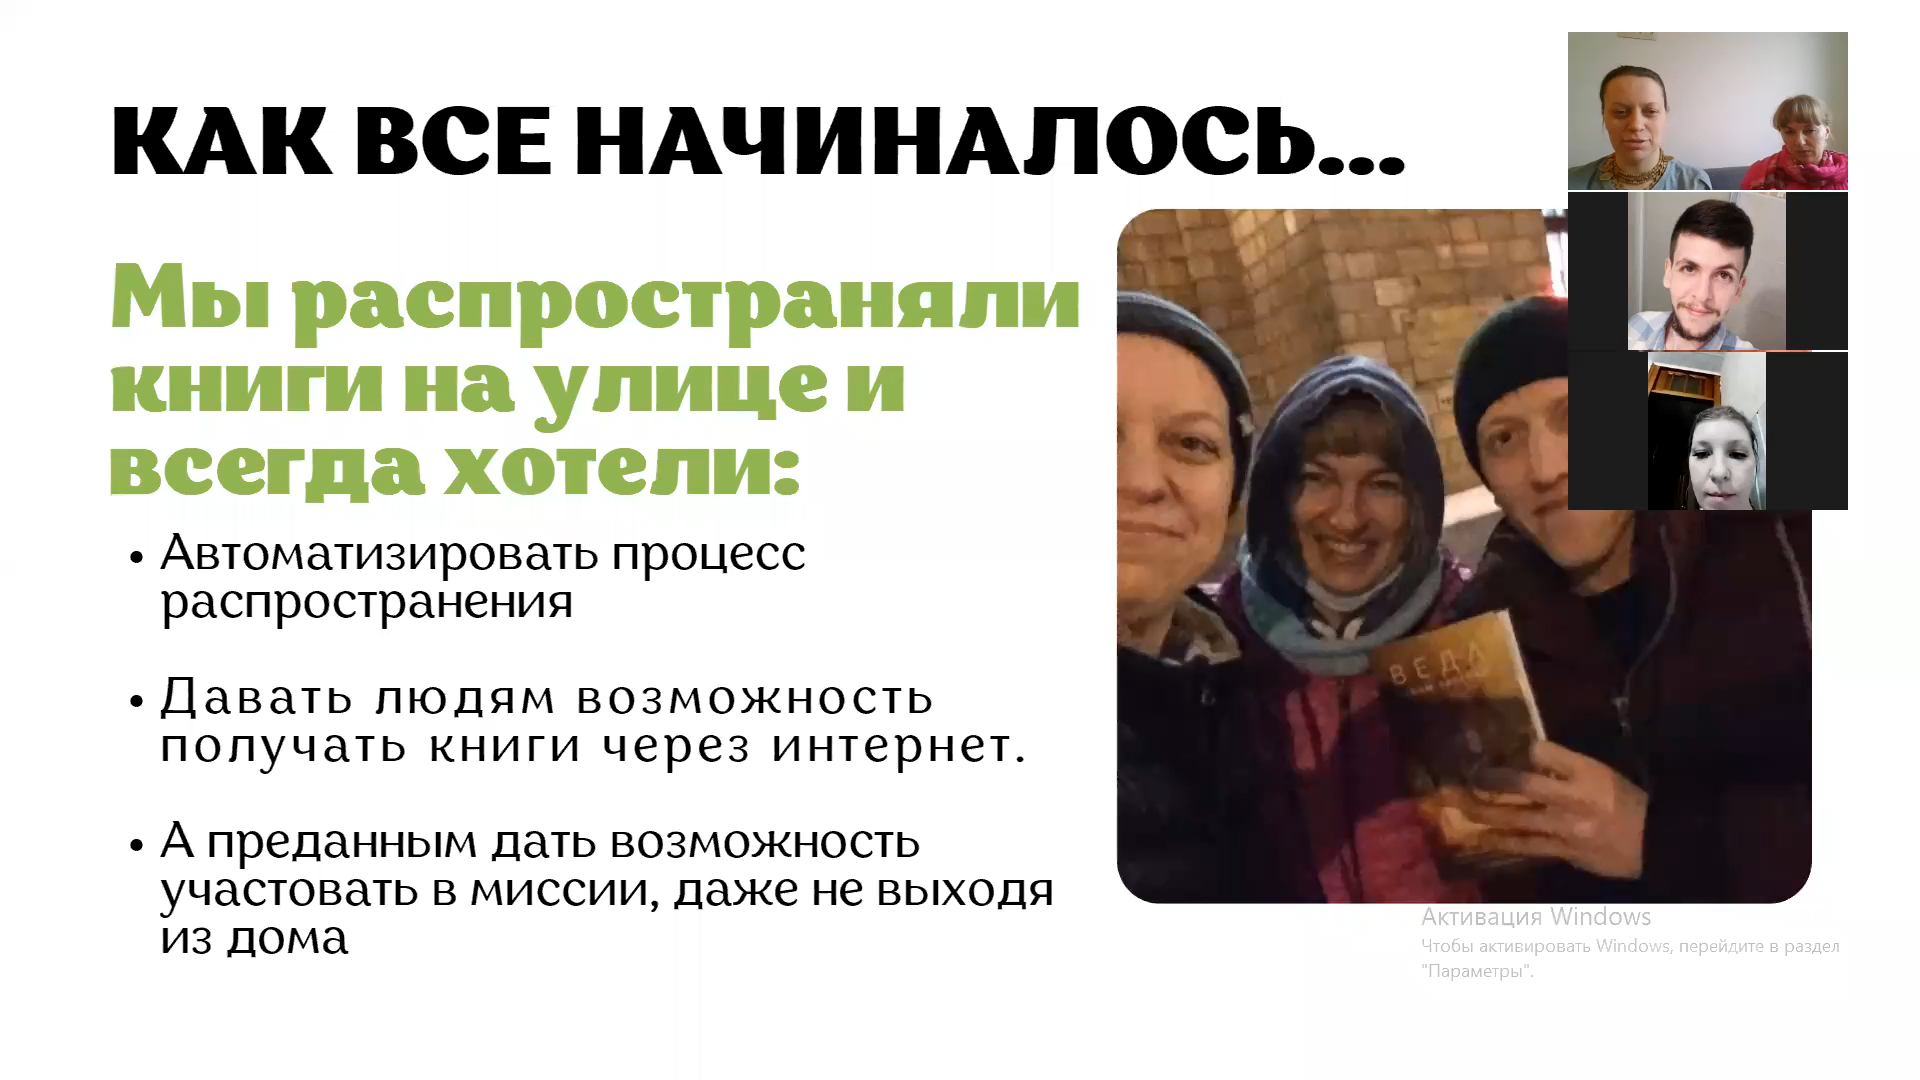 КАК ВСЕ НАЧИНАЛОСЬ...
Мы распространяли
книги на улице и
всегда хотели:
• Автоматизировать процесс
распространения
• Давать людям возможность
получать книги через интернет.
• А преданным дать возможность
участовать в миссии, даже не выходя
из дома
ВЕДА
Активация Windows
Чтобы активировать Windows, перейдите в раздел
"Параметры".